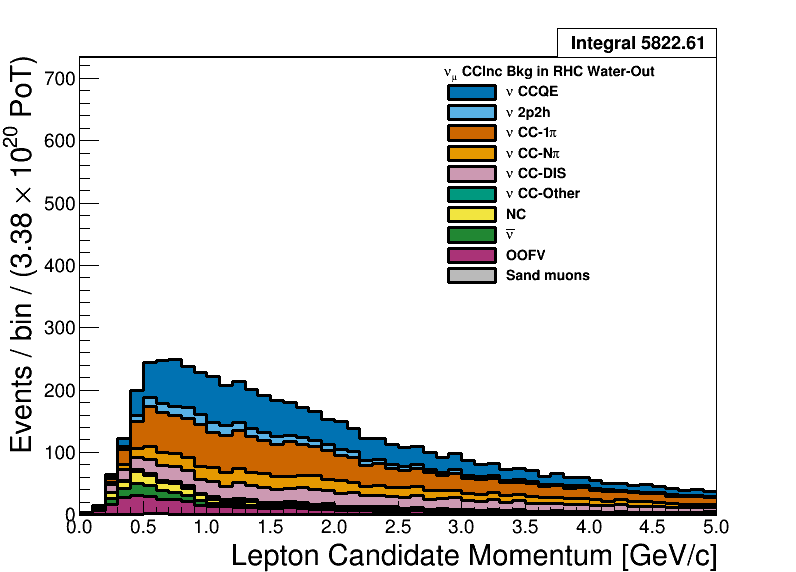 Integral 5822.61
ν_μ CCInc Bkg in RHC Water-Out
ν CCQE
ν 2p2h
ν CC-1π
ν CC-Nπ
ν CC-DIS
ν CC-Other
NC
ν̅
OOFV
Sand muons
Events / bin / (3.38 × 10²⁰ PoT)
700
600
500
400
300
200
100
0
0.0 0.5 1.0 1.5 2.0 2.5 3.0 3.5 4.0 4.5 5.0
Lepton Candidate Momentum [GeV/c]